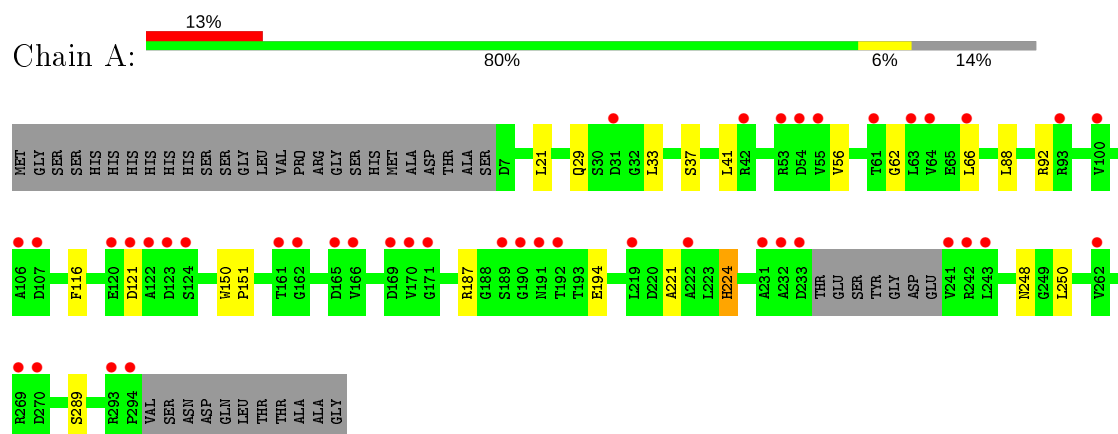 13%
Chain A:
80% 6% 14%
MET GLY SER SER HIS HIS HIS HIS HIS HIS SER SER GLY LEU VAL PRO ARG GLY SER HIS MET ALA ASP THR ALA SER D7 L21 Q29 S30 D31 G32 L33 S37 L41 R42 R53 D54 V55 V56 T61 G62 L63 V64 E65 L66 L88 R92 R93 V100
A106 D107 F116 E120 D121 A122 D123 S124 W150 P151 T161 G162 D165 V166 D169 V170 G171 R187 G188 S189 G190 N191 T192 T193 E194 L219 D220 A221 A222 L223 H224 A231 A232 D233 THR GLU SER TYR GLY ASP GLU V241 R242 L243 N248 G249 L250 V262
R269 D270 S289 R293 P294 VAL SER ASN ASP GLN LEU THR THR ALA ALA GLY